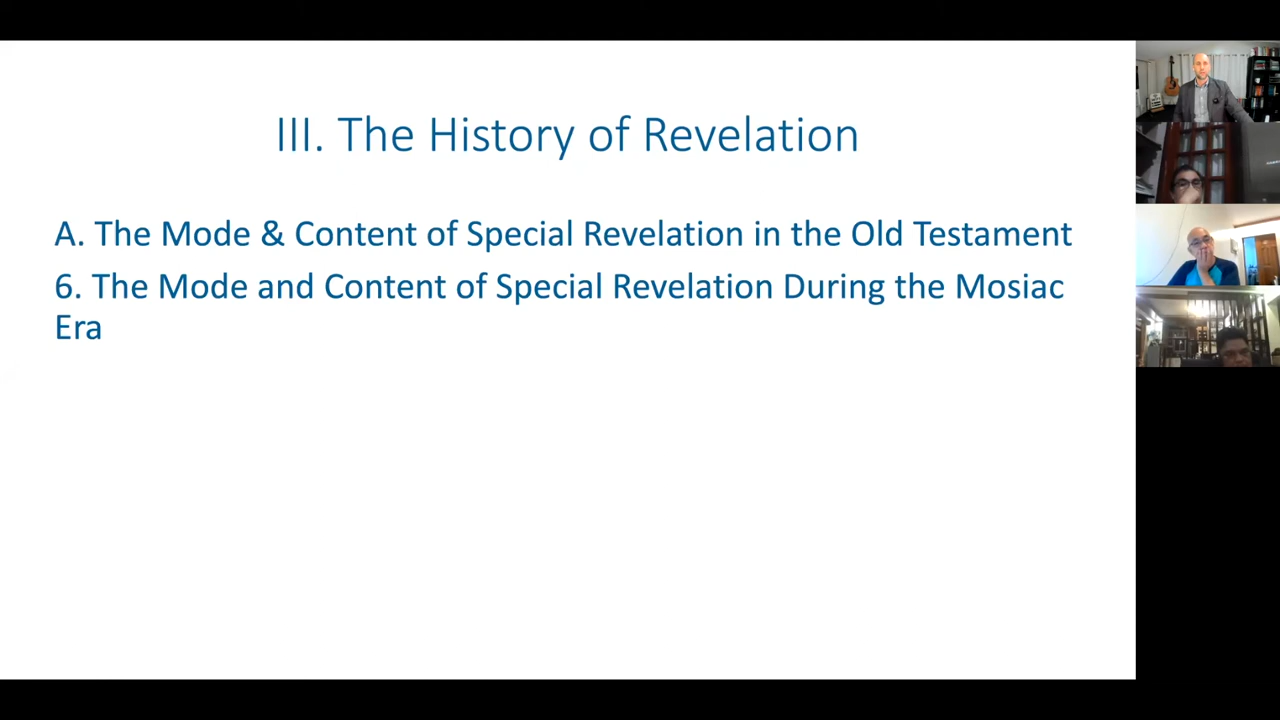 III. The History of Revelation
A. The Mode & Content of Special Revelation in the Old Testament
6. The Mode and Content of Special Revelation During the Mosiac
Era